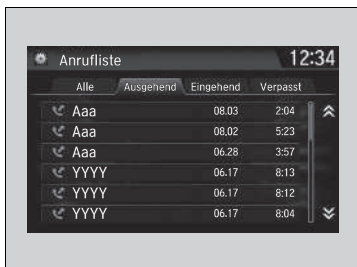 Anrufliste 12:34
Alle Ausgehend Eingehend Verpasst
Aaa 08.03 2:04
Aaa 08.02 5:23
Aaa 06.28 3:57
YYYY 06.17 8:13
YYYY 06.17 8:12
YYYY 06.17 8:04